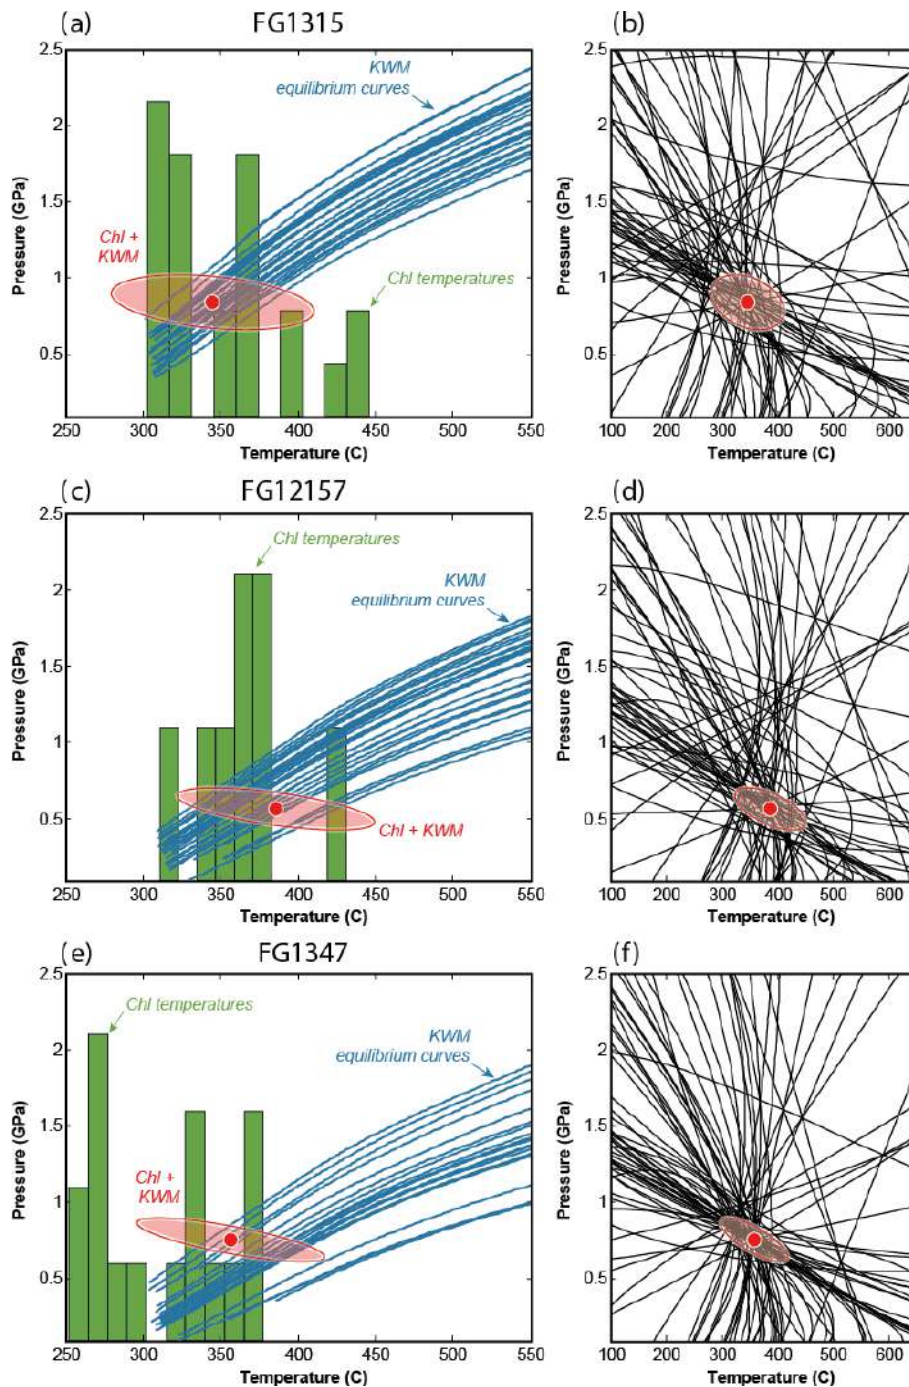 (a)
FG1315
(b)
2.5
2
1.5
1
0.5
Pressure (GPa)
KWM
equilibrium curves
Chl +
KWM
Chl temperatures
250 300 350 400 450 500 550
Temperature (C)
2.5
2
1.5
1
0.5
Pressure (GPa)
100 200 300 400 500 600
Temperature (C)
(c)
FG12157
(d)
2.5
2
1.5
1
0.5
Pressure (GPa)
Chl temperatures
KWM
equilibrium curves
Chl + KWM
250 300 350 400 450 500 550
Temperature (C)
2.5
2
1.5
1
0.5
Pressure (GPa)
100 200 300 400 500 600
Temperature (C)
(e)
FG1347
(f)
2.5
2
1.5
1
0.5
Pressure (GPa)
Chl temperatures
KWM
equilibrium curves
Chl +
KWM
250 300 350 400 450 500 550
Temperature (C)
2.5
2
1.5
1
0.5
Pressure (GPa)
100 200 300 400 500 600
Temperature (C)